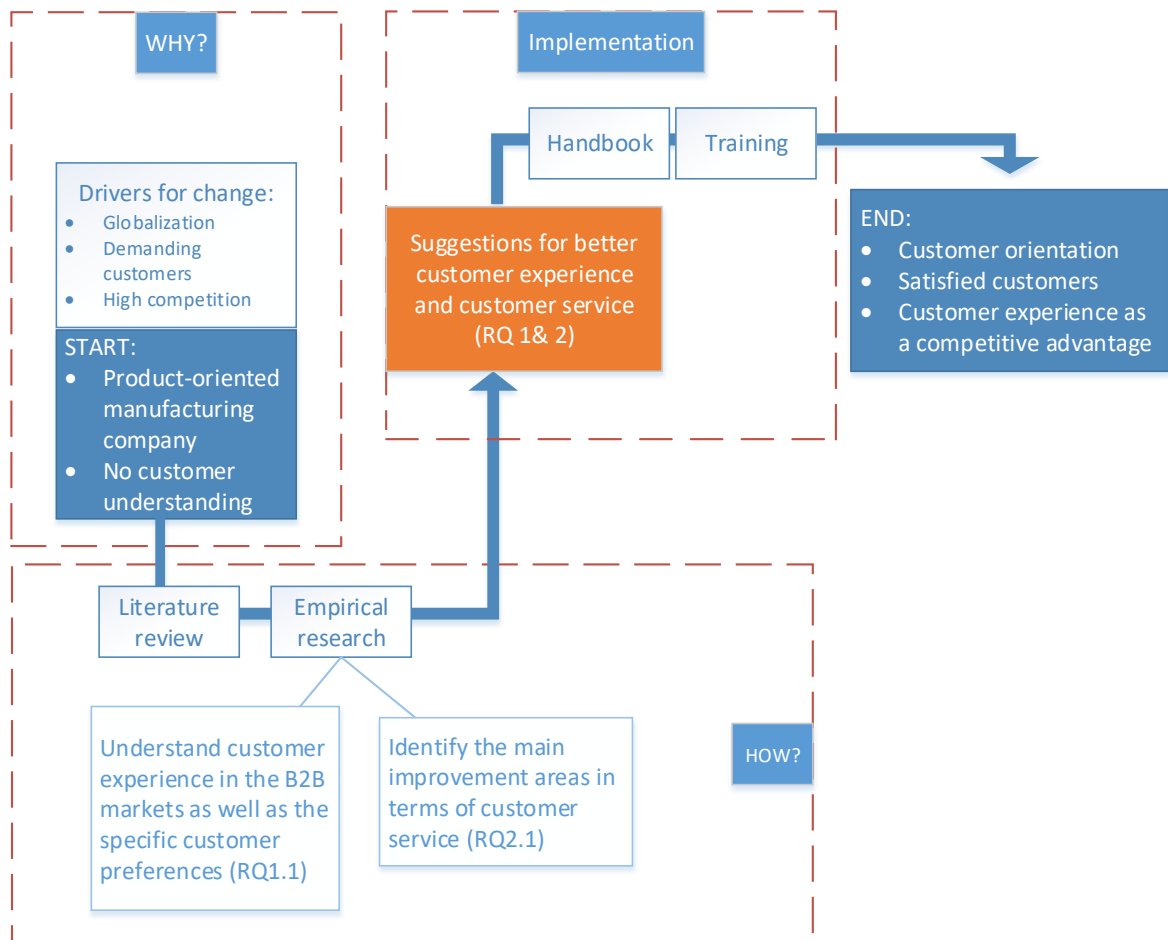 WHY?
Drivers for change:
• Globalization
• Demanding
customers
• High competition
START:
• Product-oriented
manufacturing
company
• No customer
understanding
Implementation
Handbook
Training
Suggestions for better
customer experience
and customer service
(RQ 1& 2)
END:
• Customer orientation
• Satisfied customers
• Customer experience as
a competitive advantage
Literature
review
Empirical
research
Understand customer
experience in the B2B
markets as well as the
specific customer
preferences (RQ1.1)
Identify the main
improvement areas in
terms of customer
service (RQ2.1)
HOW?